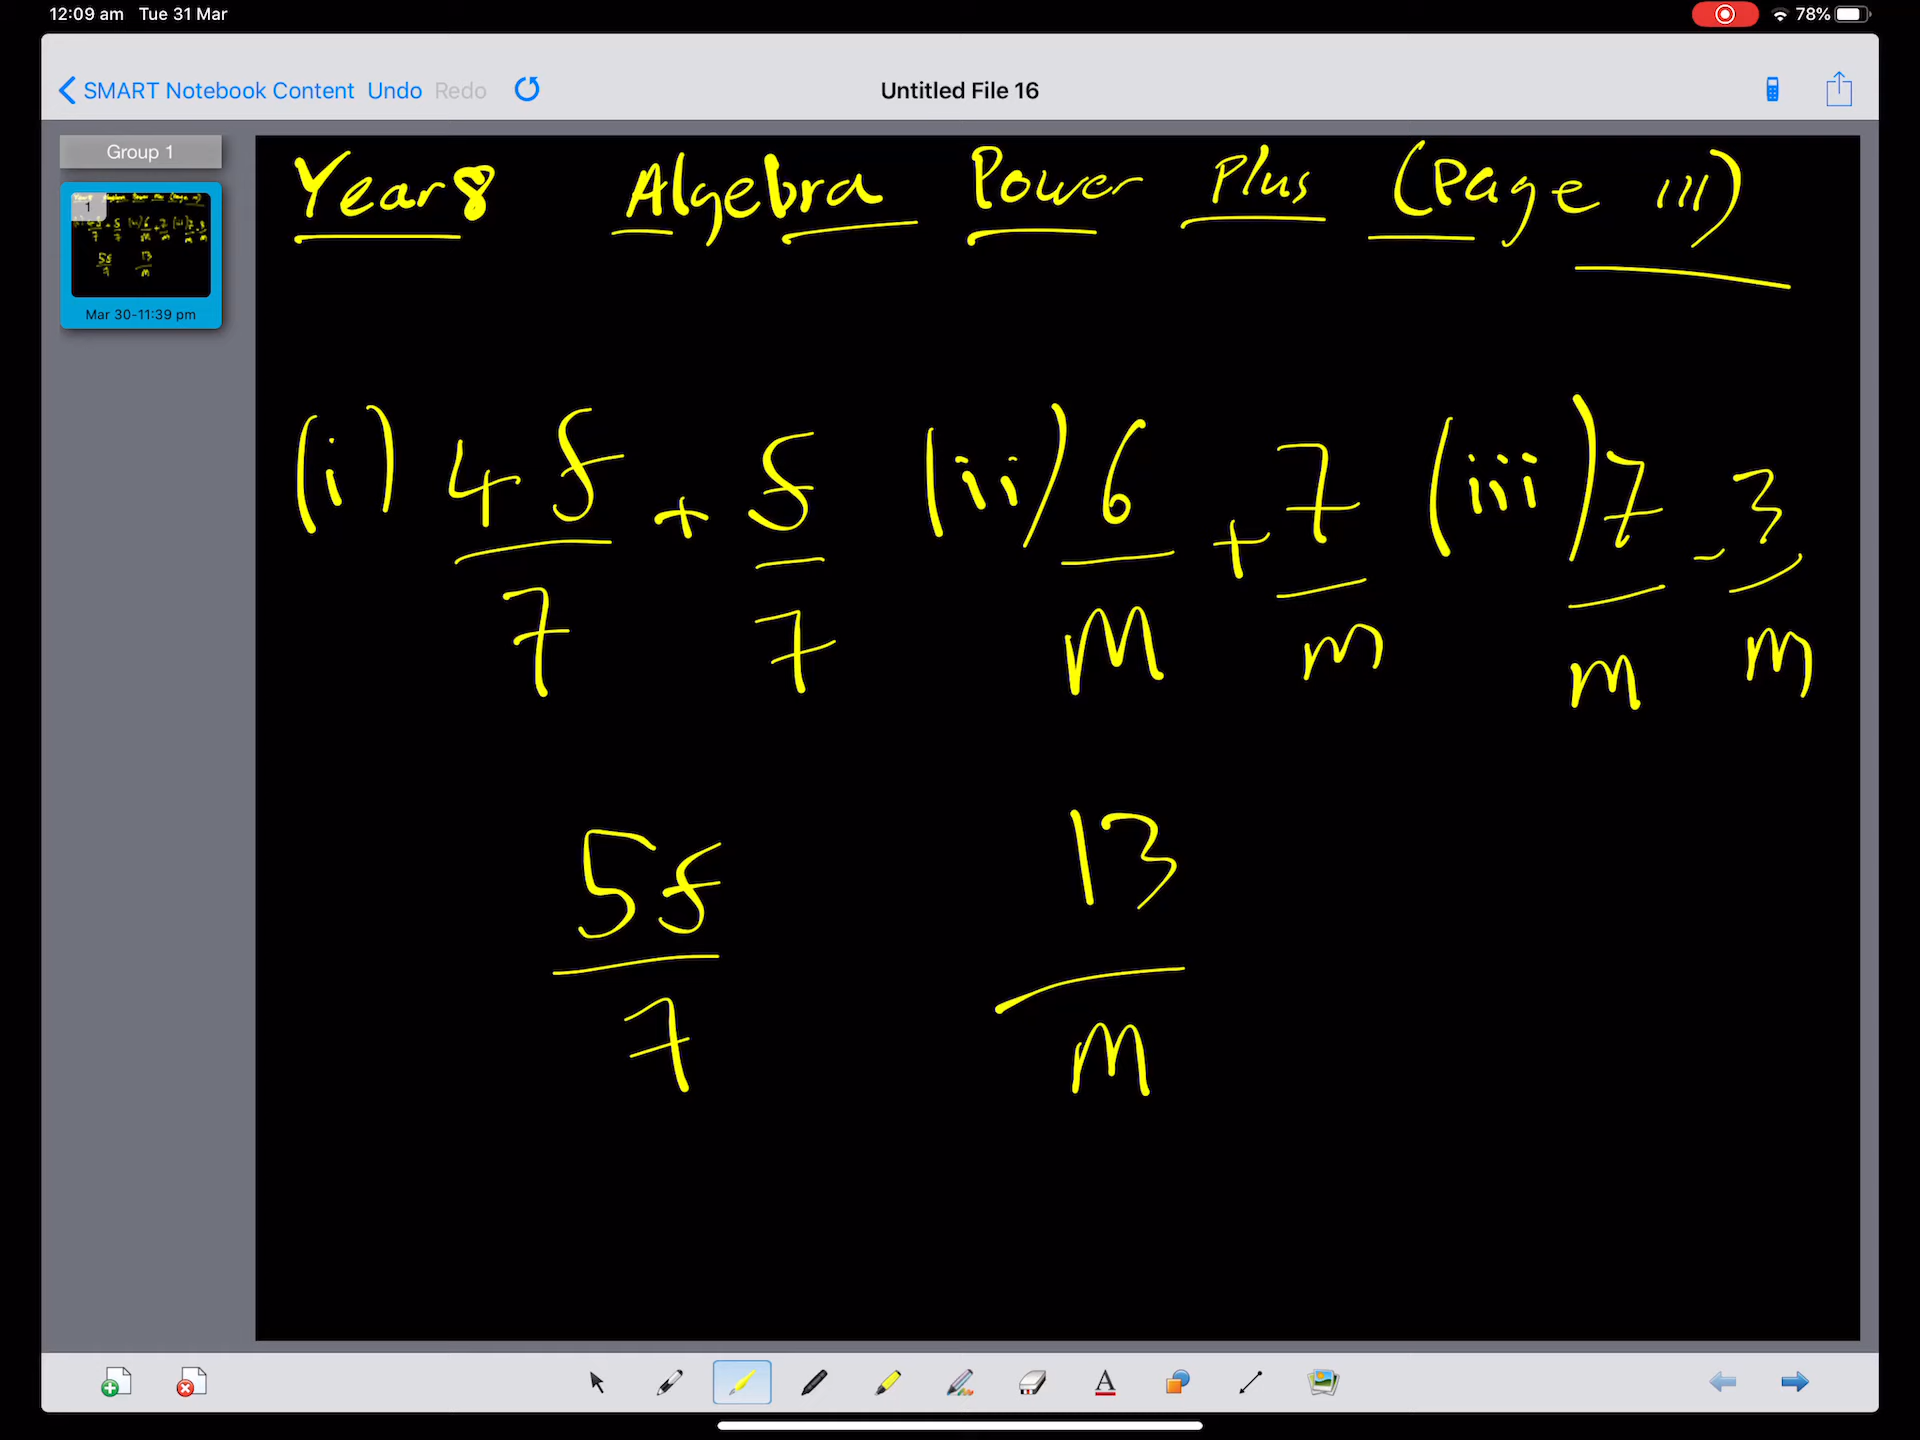 12:09 am Tue 31 Mar 78%
SMART Notebook Content Undo Redo Untitled File 16
Group 1
1
Mar 30-11:39 pm
Year 8 Algebra Power Plus (Page 111)
(i) 4f/7 + f/7 (ii) 6/m + 7/m (iii) 7/m - 3/m
5f/7 13/m
A